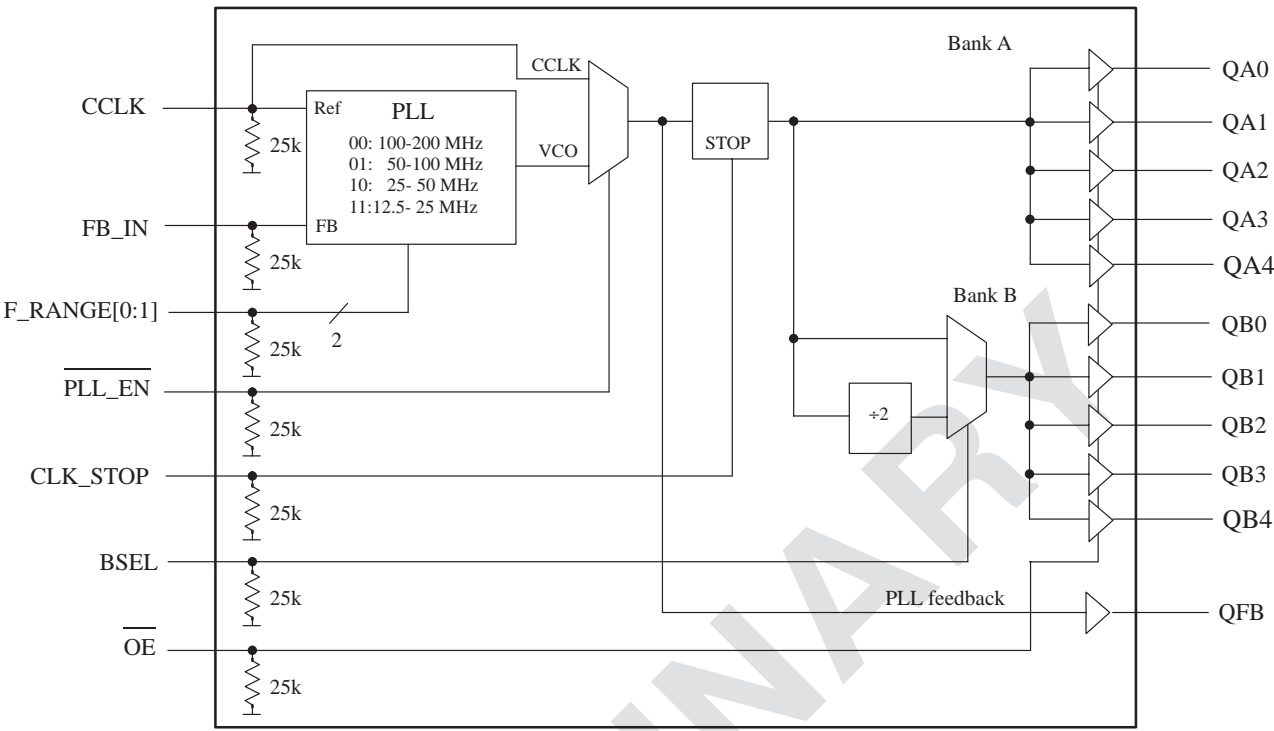 Bank A
QA0
CCLK
CCLK
Ref
PLL
25k
00: 100-200 MHz
01: 50-100 MHz
10: 25- 50 MHz
11:12.5- 25 MHz
VCO
STOP
QA1
QA2
FB_IN
FB
QA3
25k
QA4
Bank B
F_RANGE[0:1]
2
25k
QB0
PLL_EN
QB1
÷2
25k
QB2
CLK_STOP
QB3
25k
QB4
BSEL
25k
PLL feedback
QFB
OE
25k